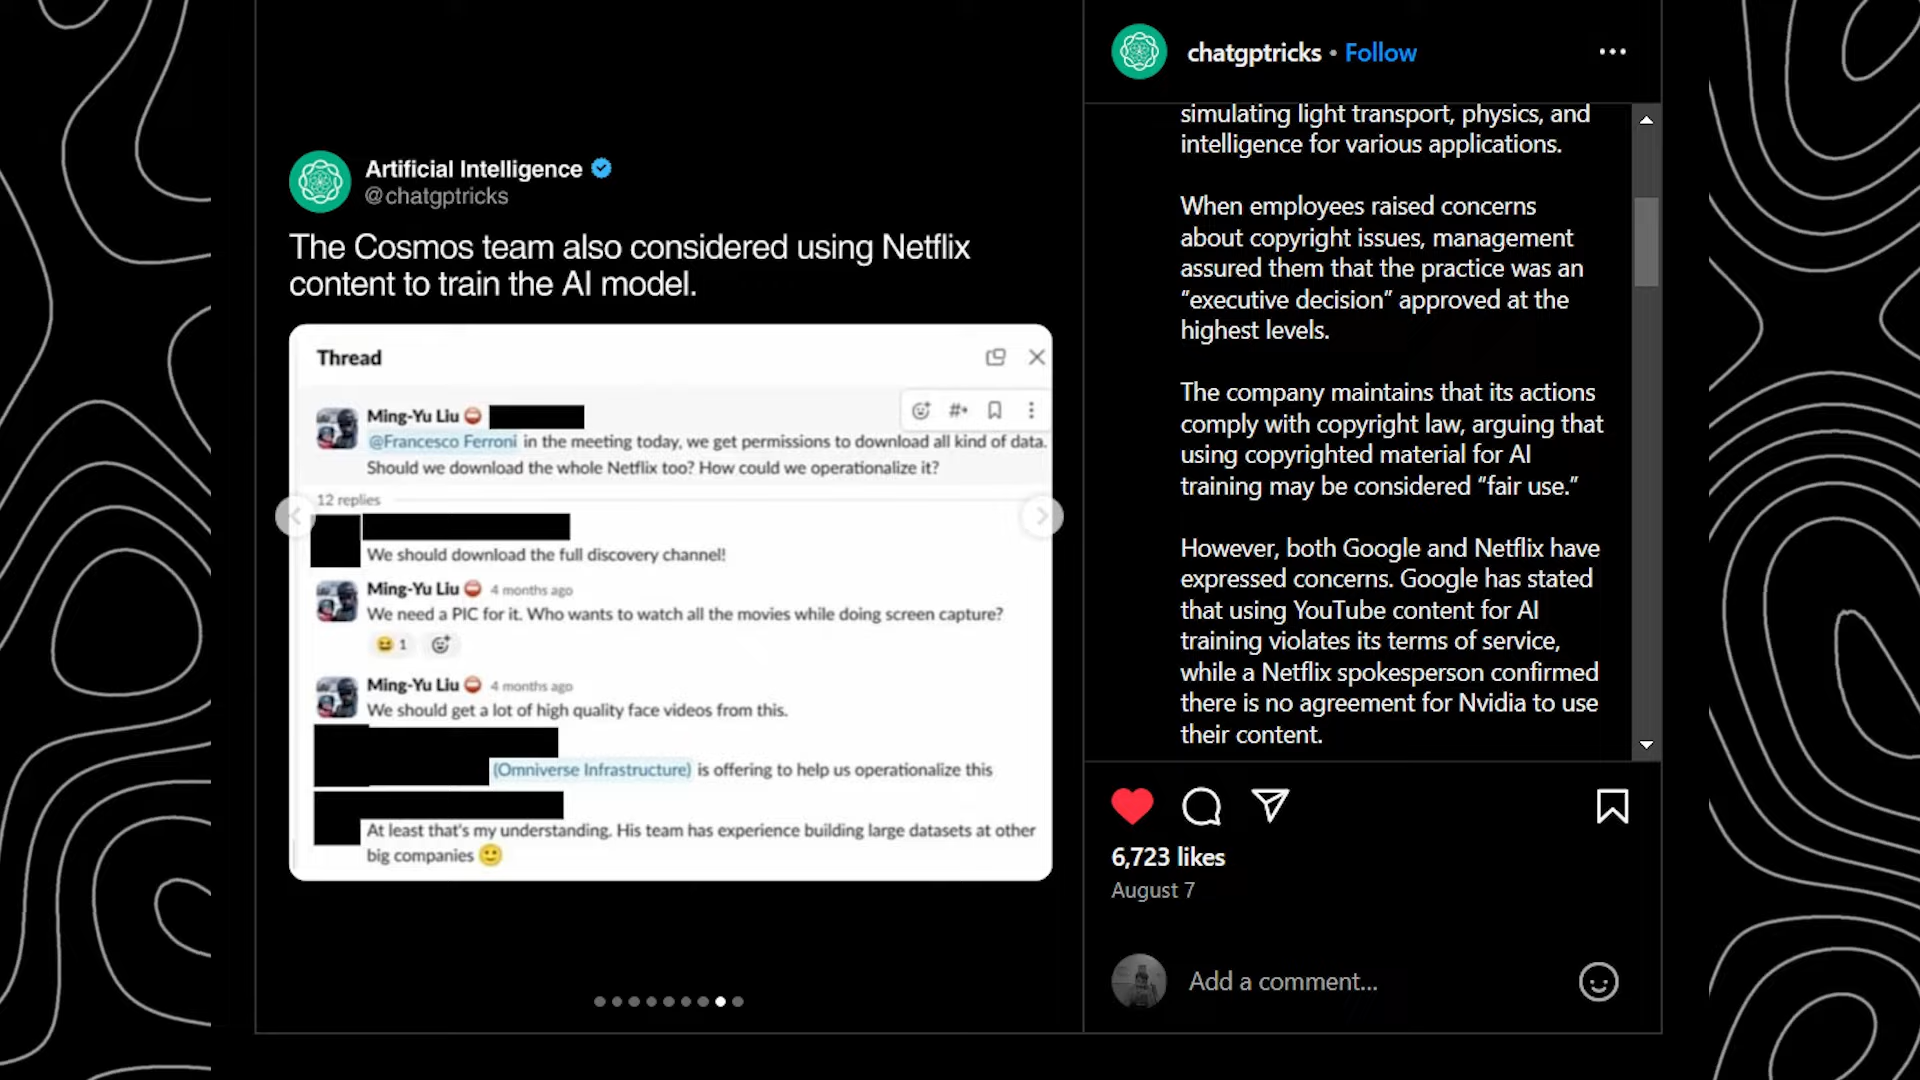 Artificial Intelligence
@chatgptricks
The Cosmos team also considered using Netflix
content to train the AI model.
Thread
Ming-Yu Liu
@Francesco Ferroni in the meeting today, we get permissions to download all kind of data.
Should we download the whole Netflix too? How could we operationalize it?
12 replies
We should download the full discovery channel!
Ming-Yu Liu 4 months ago
We need a PIC for it. Who wants to watch all the movies while doing screen capture?
1
Ming-Yu Liu 4 months ago
We should get a lot of high quality face videos from this.
(Omniverse Infrastructure) is offering to help us operationalize this
At least that's my understanding. His team has experience building large datasets at other
big companies
chatgptricks • Follow
simulating light transport, physics, and
intelligence for various applications.
When employees raised concerns
about copyright issues, management
assured them that the practice was an
“executive decision” approved at the
highest levels.
The company maintains that its actions
comply with copyright law, arguing that
using copyrighted material for AI
training may be considered “fair use.”
However, both Google and Netflix have
expressed concerns. Google has stated
that using YouTube content for AI
training violates its terms of service,
while a Netflix spokesperson confirmed
there is no agreement for Nvidia to use
their content.
6,723 likes
August 7
Add a comment...